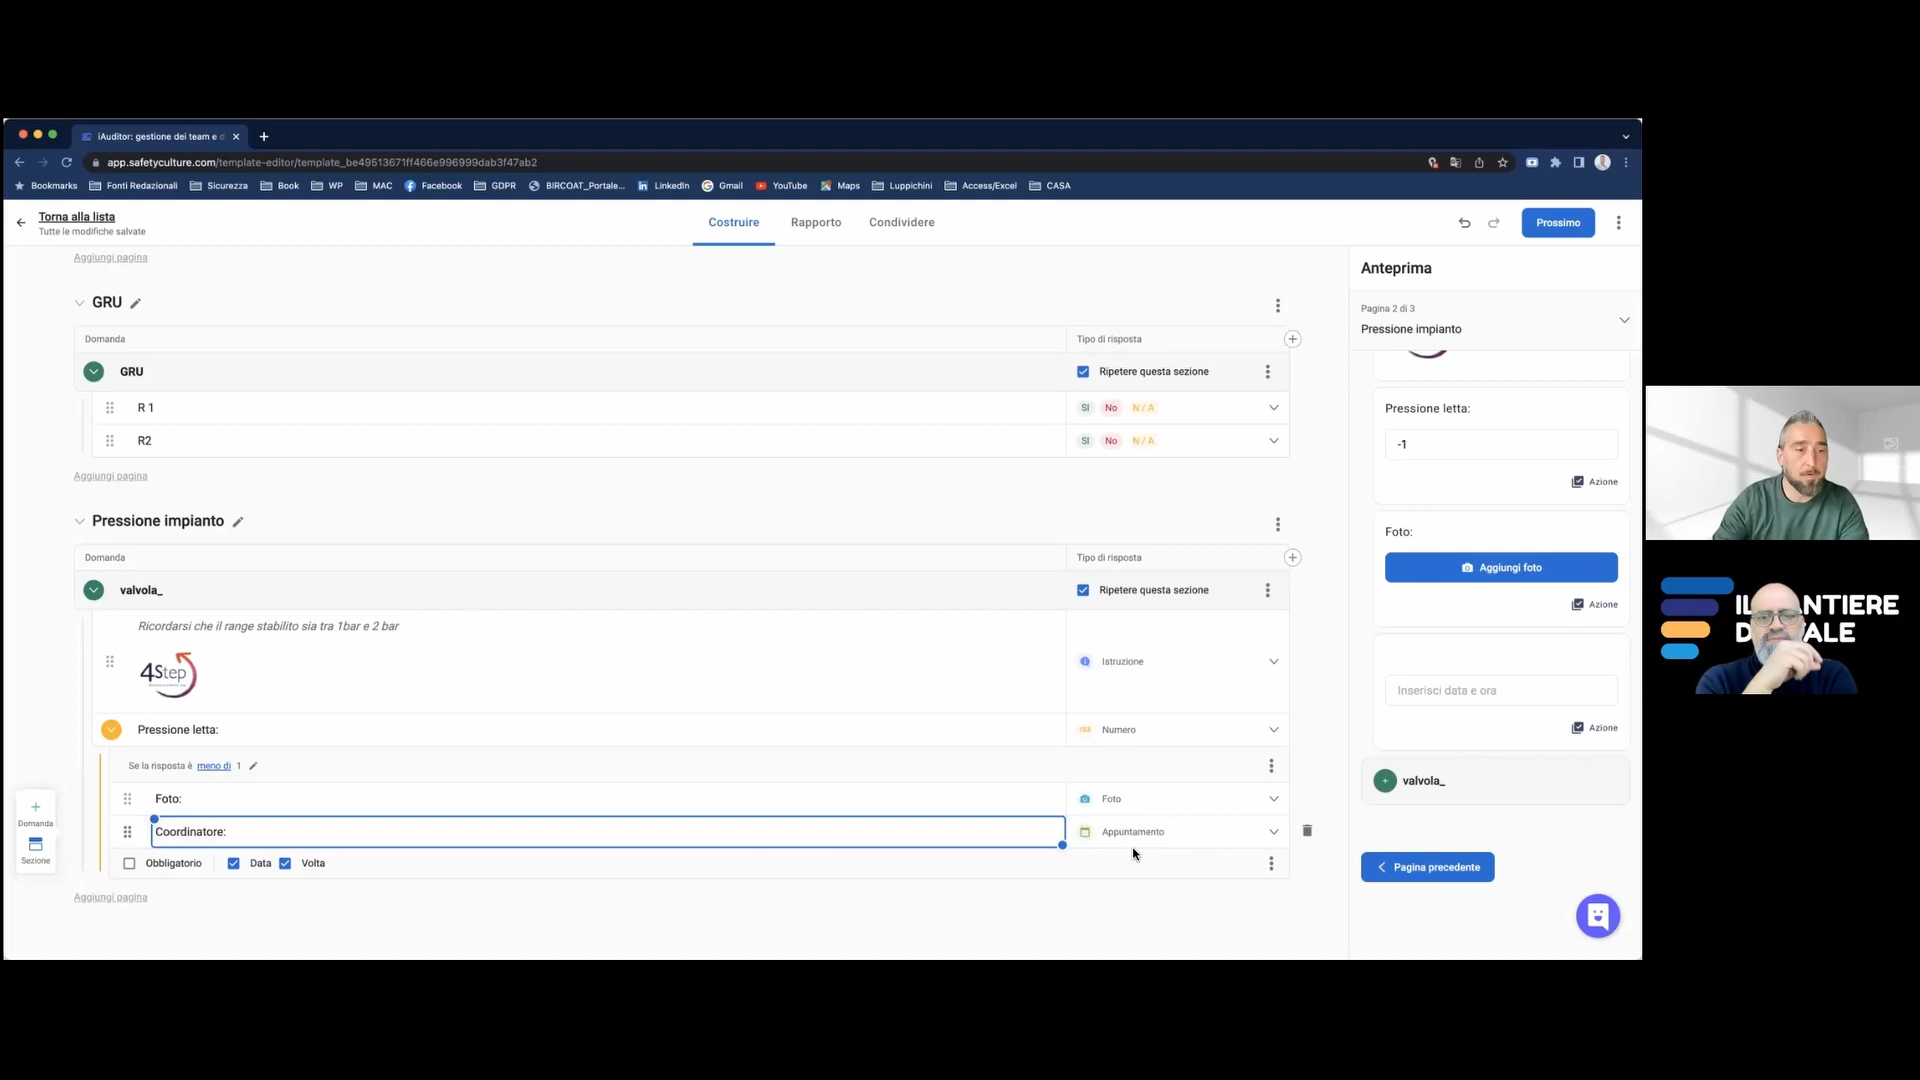 iAuditor: gestione dei team e d
app.safetyculture.com/template-editor/template_be49513671ff466e996999dab3f47ab2
Bookmarks Fonti Redazionali Sicurezza Book WP MAC Facebook GDPR BIRCOAT_Portale... LinkedIn Gmail YouTube Maps Luppichini Access/Excel CASA
Torna alla lista
Tutte le modifiche salvate
Costruire Rapporto Condividere
Prossimo
Aggiungi pagina
GRU
Domanda Tipo di risposta
GRU Ripetere questa sezione
R 1 SI No N / A
R2 SI No N / A
Aggiungi pagina
Pressione impianto
Domanda Tipo di risposta
valvola_ Ripetere questa sezione
Ricordarsi che il range stabilito sia tra 1bar e 2 bar
4Step
Istruzione
Pressione letta: 123 Numero
Se la risposta è meno di 1
Foto: Foto
Coordinatore: Appuntamento
Obbligatorio Data Volta
Aggiungi pagina
Domanda
Sezione
Anteprima
Pagina 2 di 3
Pressione impianto
Pressione letta:
-1
Azione
Foto:
Aggiungi foto
Azione
Inserisci data e ora
Azione
valvola_
Pagina precedente